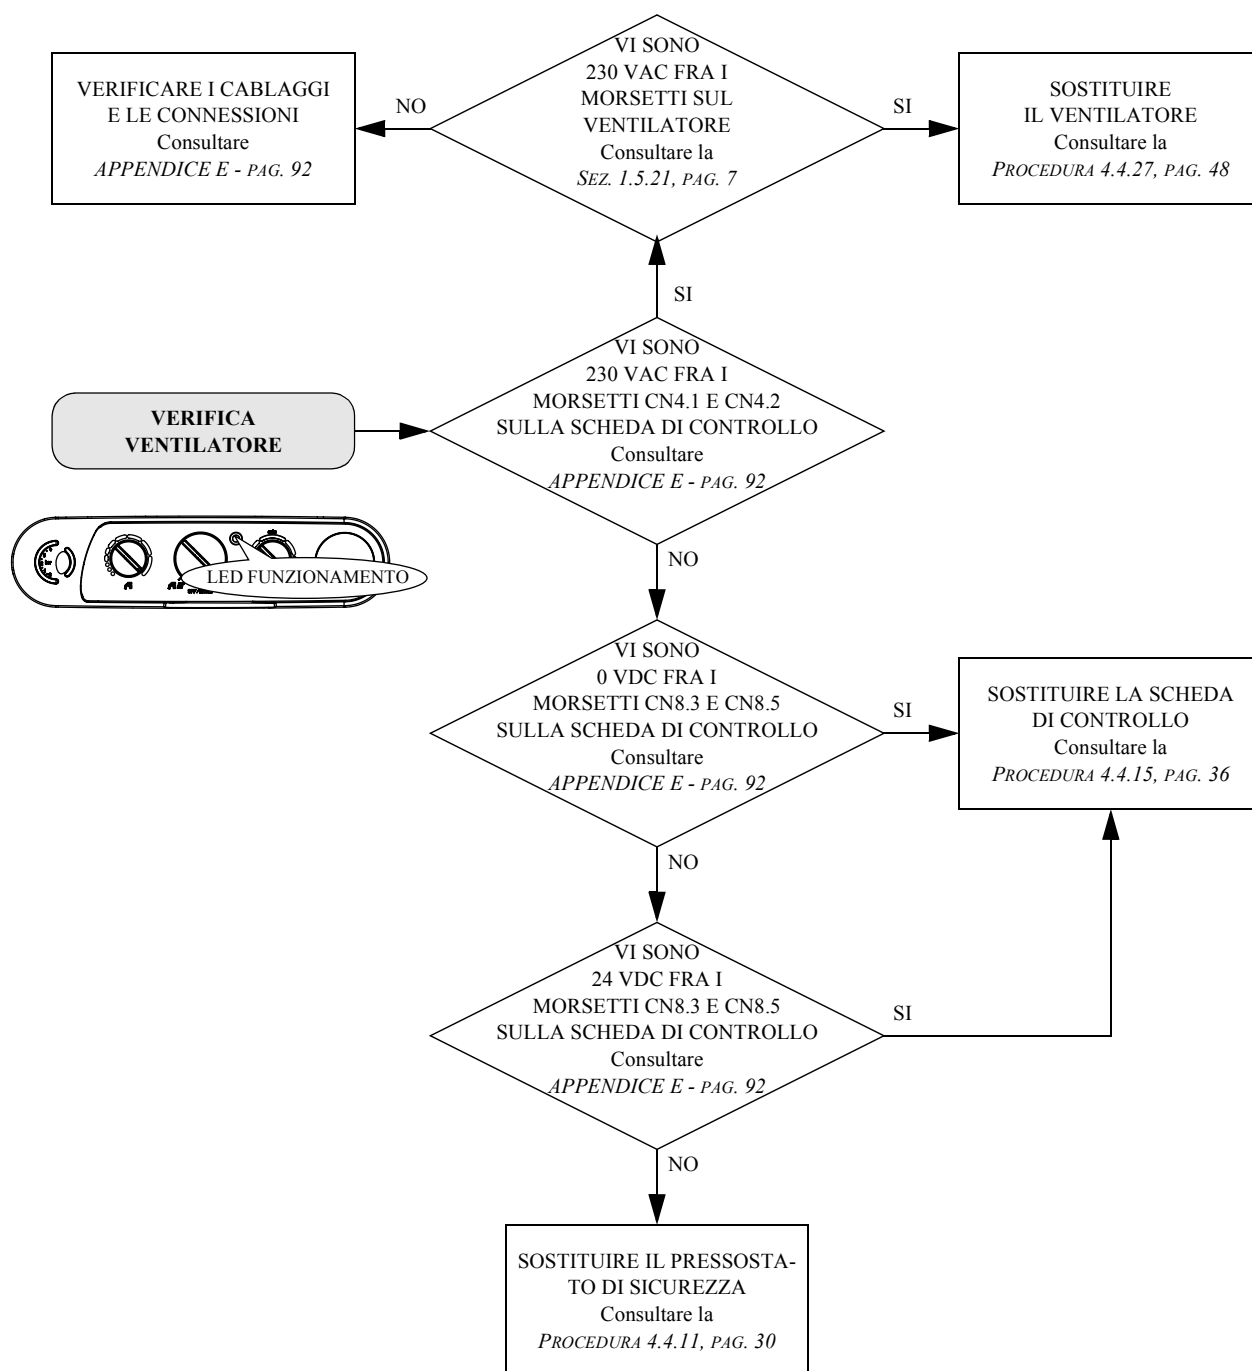 VI SONO
230 VAC FRA I
MORSETTI SUL
VENTILATORE
Consultare la
SEZ. 1.5.21, PAG. 7
NO
SI
VERIFICARE I CABLAGGI
E LE CONNESSIONI
Consultare
APPENDICE E - PAG. 92
SOSTITUIRE
IL VENTILATORE
Consultare la
PROCEDURA 4.4.27, PAG. 48
SI
VI SONO
230 VAC FRA I
MORSETTI CN4.1 E CN4.2
SULLA SCHEDA DI CONTROLLO
Consultare
APPENDICE E - PAG. 92
VERIFICA
VENTILATORE
LED FUNZIONAMENTO
NO
VI SONO
0 VDC FRA I
MORSETTI CN8.3 E CN8.5
SULLA SCHEDA DI CONTROLLO
Consultare
APPENDICE E - PAG. 92
SI
SOSTITUIRE LA SCHEDA
DI CONTROLLO
Consultare la
PROCEDURA 4.4.15, PAG. 36
NO
VI SONO
24 VDC FRA I
MORSETTI CN8.3 E CN8.5
SULLA SCHEDA DI CONTROLLO
Consultare
APPENDICE E - PAG. 92
SI
NO
SOSTITUIRE IL PRESSOSTA-
TO DI SICUREZZA
Consultare la
PROCEDURA 4.4.11, PAG. 30